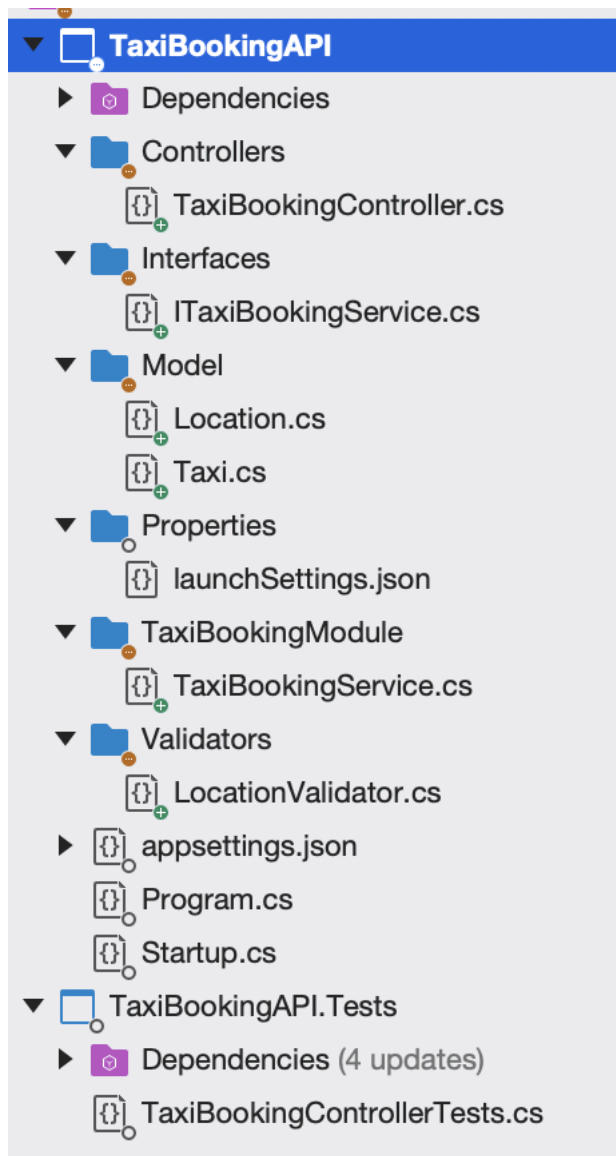 TaxiBookingAPI
Dependencies
Controllers
{} TaxiBookingController.cs
Interfaces
{} ITaxiBookingService.cs
Model
{} Location.cs
{} Taxi.cs
Properties
{} launchSettings.json
TaxiBookingModule
{} TaxiBookingService.cs
Validators
{} LocationValidator.cs
{} appsettings.json
{} Program.cs
{} Startup.cs
TaxiBookingAPI.Tests
Dependencies (4 updates)
{} TaxiBookingControllerTests.cs